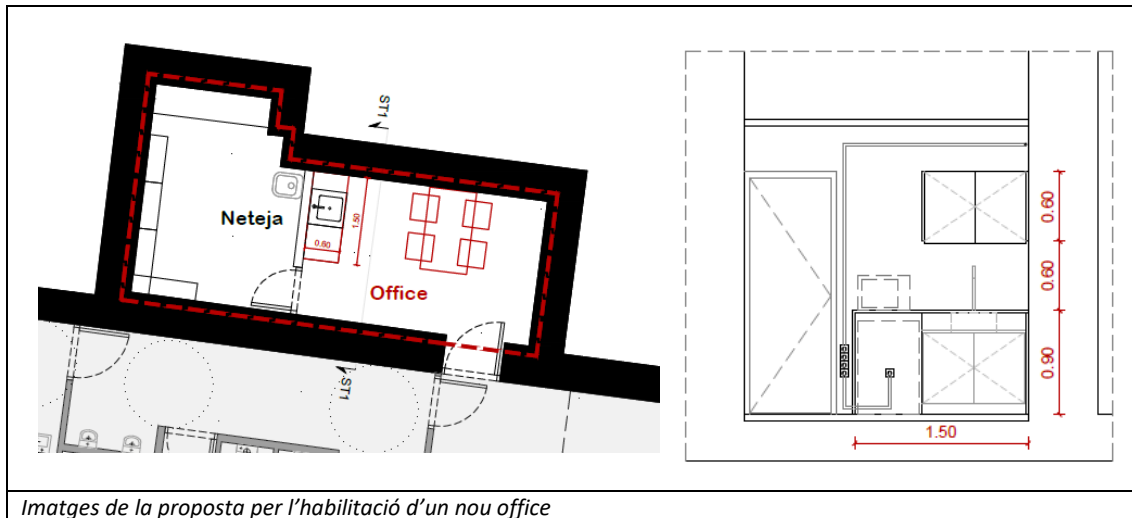 ST1
Neteja
1.50
0.60
Office
ST1
0.60
0.60
0.90
1.50
Imatges de la proposta per l’habilitació d’un nou office